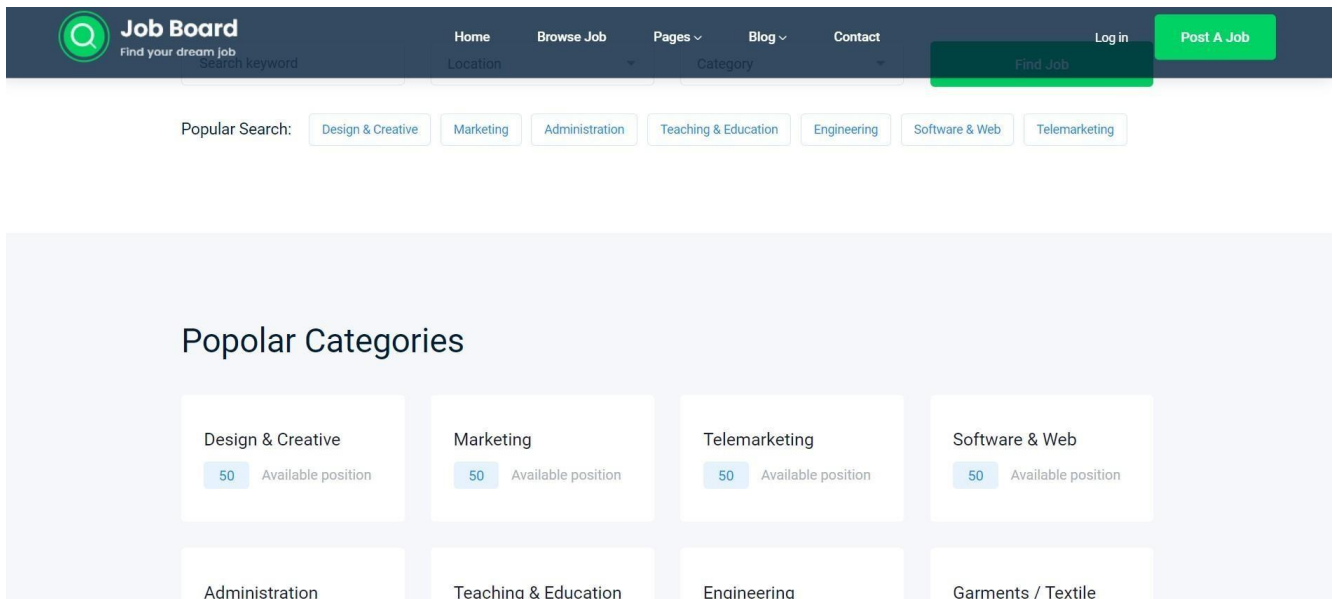 Job Board
Find your dream job
Home Browse Job Pages Blog Contact Log in Post A Job
Search keyword Location Category Find Job
Popular Search: Design & Creative Marketing Administration Teaching & Education Engineering Software & Web Telemarketing
Popolar Categories
Design & Creative Marketing Telemarketing Software & Web
50 Available position 50 Available position 50 Available position 50 Available position
Administration Teaching & Education Engineering Garments / Textile